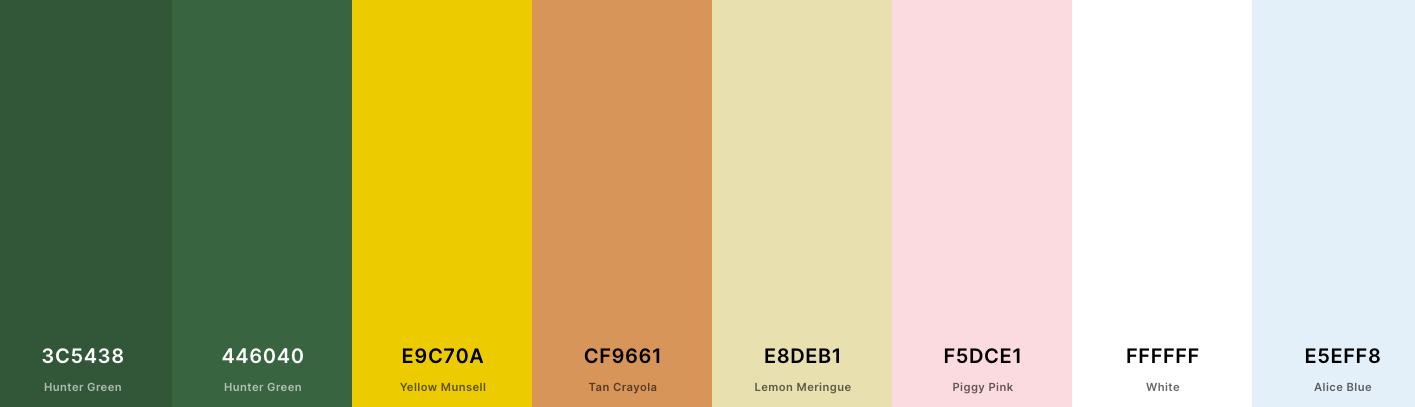 3C5438
Hunter Green
446040
Hunter Green
E9C70A
Yellow Munsell
CF9661
Tan Crayola
E8DEB1
Lemon Meringue
F5DCE1
Piggy Pink
FFFFFF
White
E5EFF8
Alice Blue